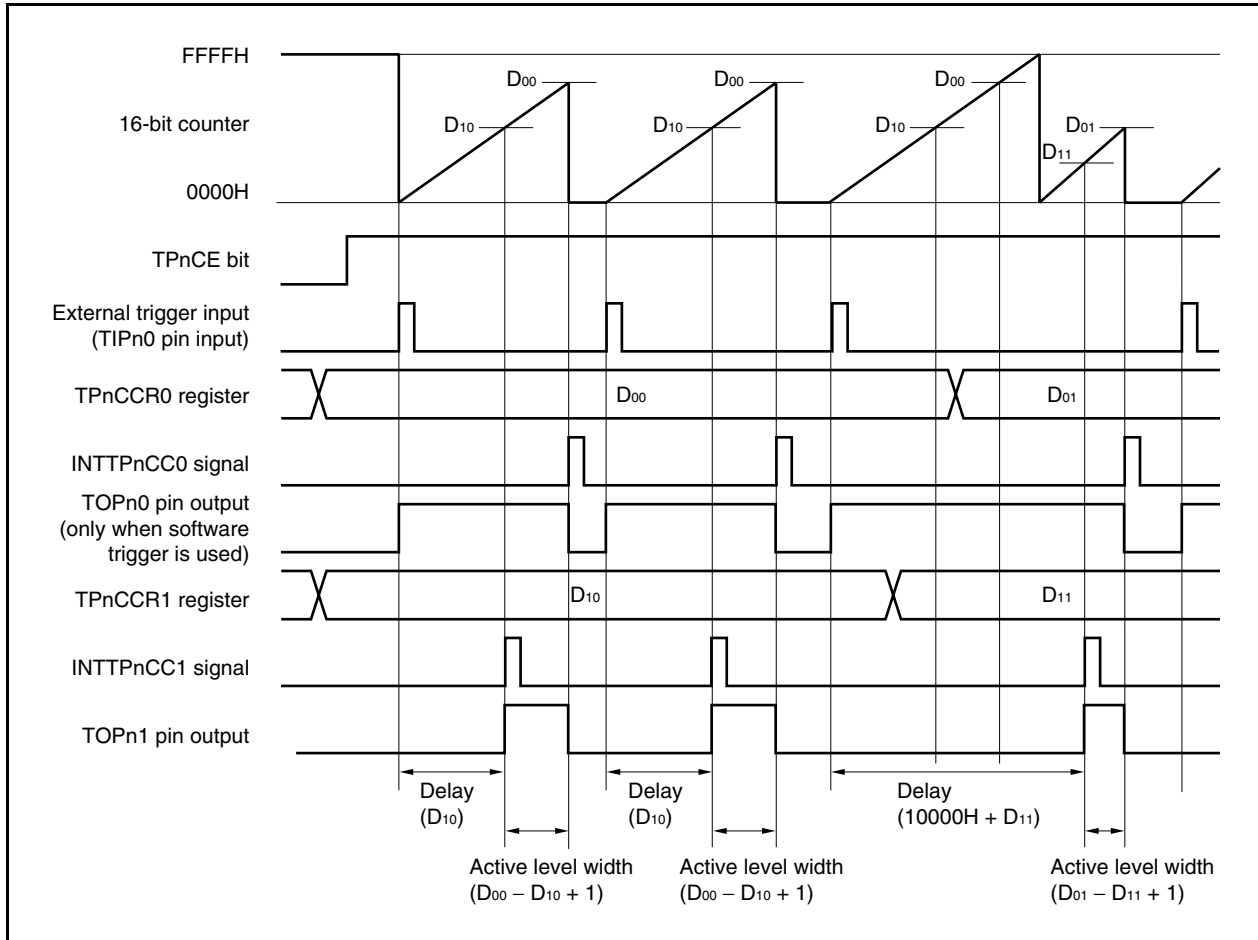 FFFFH
16-bit counter
0000H
D10
D00
D10
D00
D10
D00
D11
D01
TPnCE bit
External trigger input
(TIPn0 pin input)
TPnCCR0 register
D00
D01
INTTPnCC0 signal
TOPn0 pin output
(only when software
trigger is used)
TPnCCR1 register
D10
D11
INTTPnCC1 signal
TOPn1 pin output
Delay
(D10)
Delay
(D10)
Delay
(10000H + D11)
Active level width
(D00 − D10 + 1)
Active level width
(D00 − D10 + 1)
Active level width
(D01 − D11 + 1)